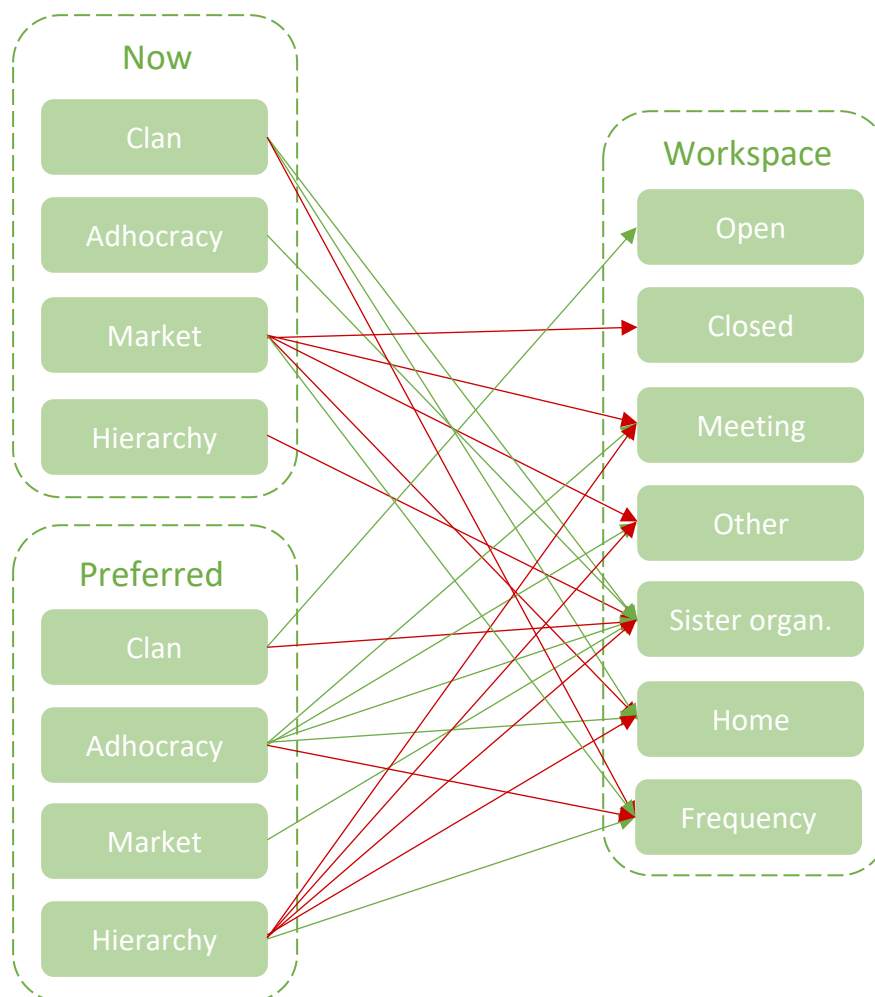 Now
Clan
Adhocracy
Market
Hierarchy
Preferred
Clan
Adhocracy
Market
Hierarchy
Workspace
Open
Closed
Meeting
Other
Sister organ.
Home
Frequency